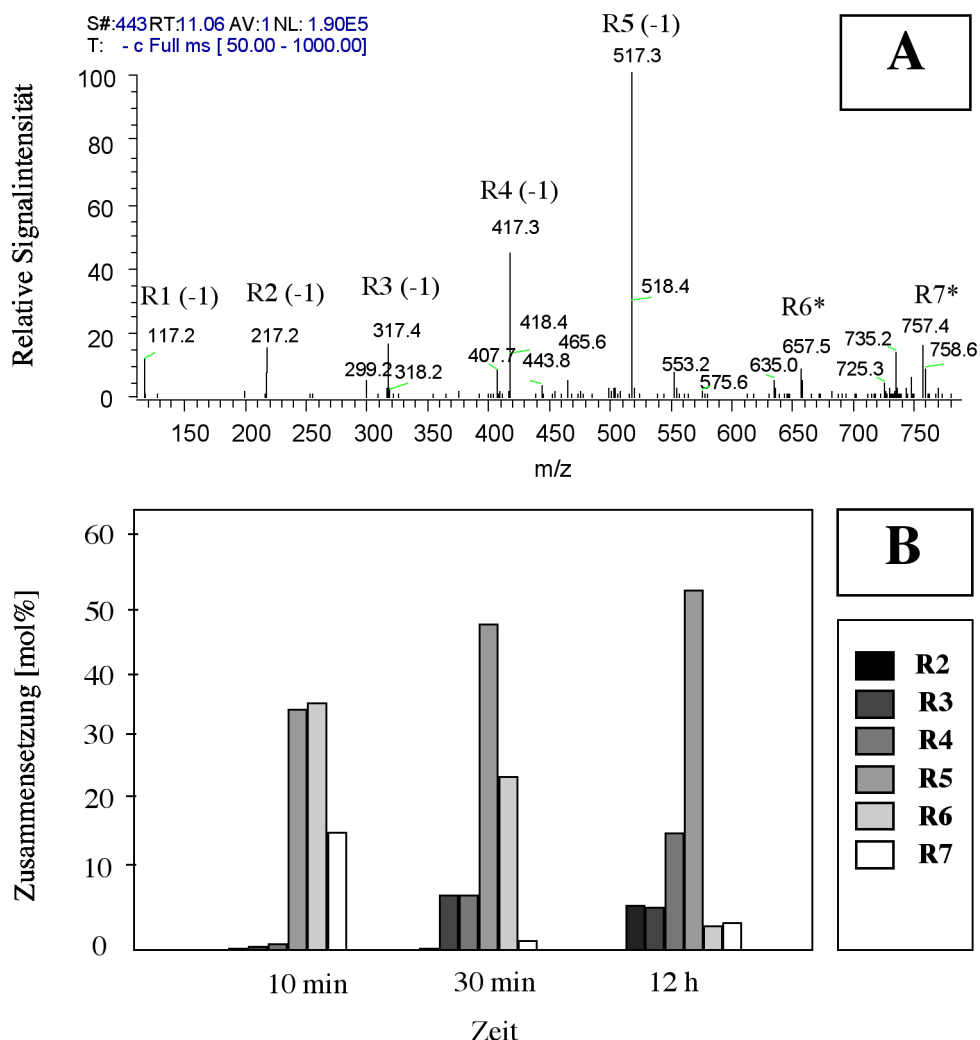 S#:443 RT:11.06 AV:1 NL: 1.90E5
T: - c Full ms [ 50.00 - 1000.00]
A
R5 (-1)
517.3
R4 (-1)
417.3
R1 (-1)
117.2
R2 (-1)
217.2
R3 (-1)
317.4
299.2
318.2
407.7
418.4
443.8
465.6
518.4
553.2
575.6
635.0
R6*
657.5
725.3
735.2
R7*
757.4
758.6
Relative Signalintensität
100
80
60
40
20
0
150 200 250 300 350 400 450 500 512 600 650 700 750
m/z
B
Zusammensetzung [mol%]
60
50
40
30
20
10
0
10 min 30 min 12 h
Zeit
R2
R3
R4
R5
R6
R7